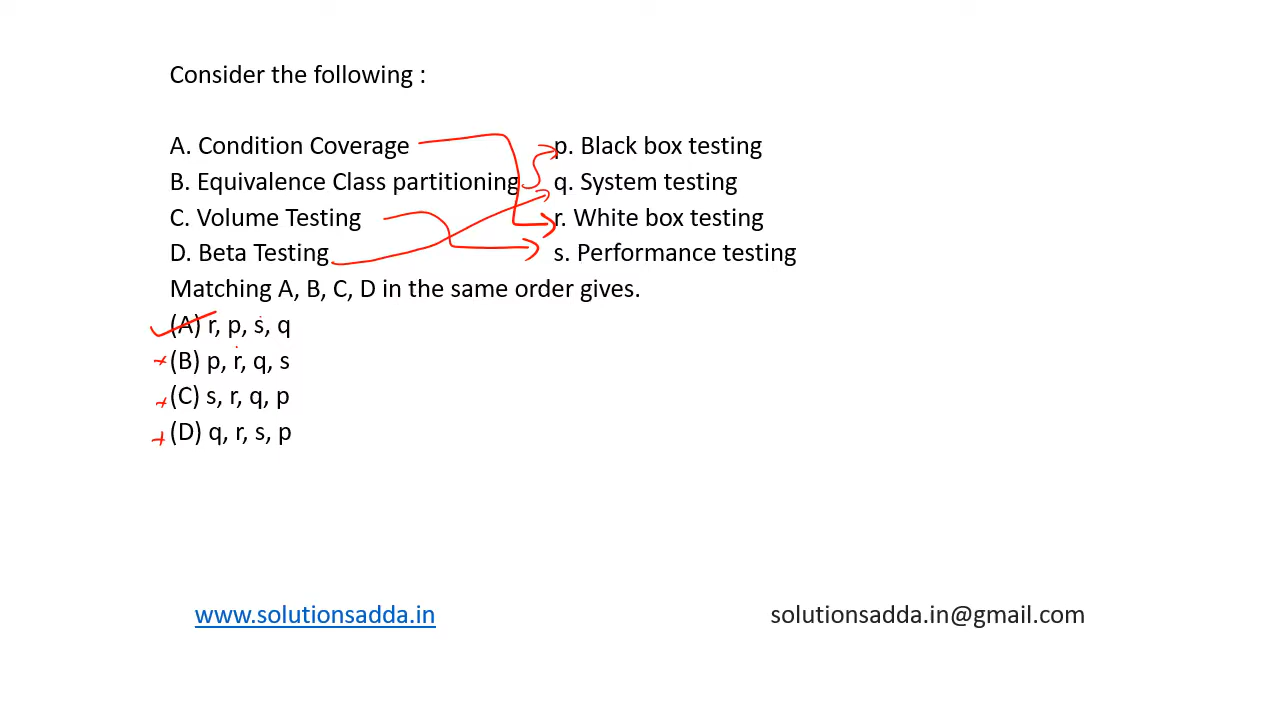 Consider the following :
A. Condition Coverage p. Black box testing
B. Equivalence Class partitioning q. System testing
C. Volume Testing r. White box testing
D. Beta Testing s. Performance testing
Matching A, B, C, D in the same order gives.
(A) r, p, s, q
(B) p, r, q, s
(C) s, r, q, p
(D) q, r, s, p
www.solutionsadda.in solutionsadda.in@gmail.com